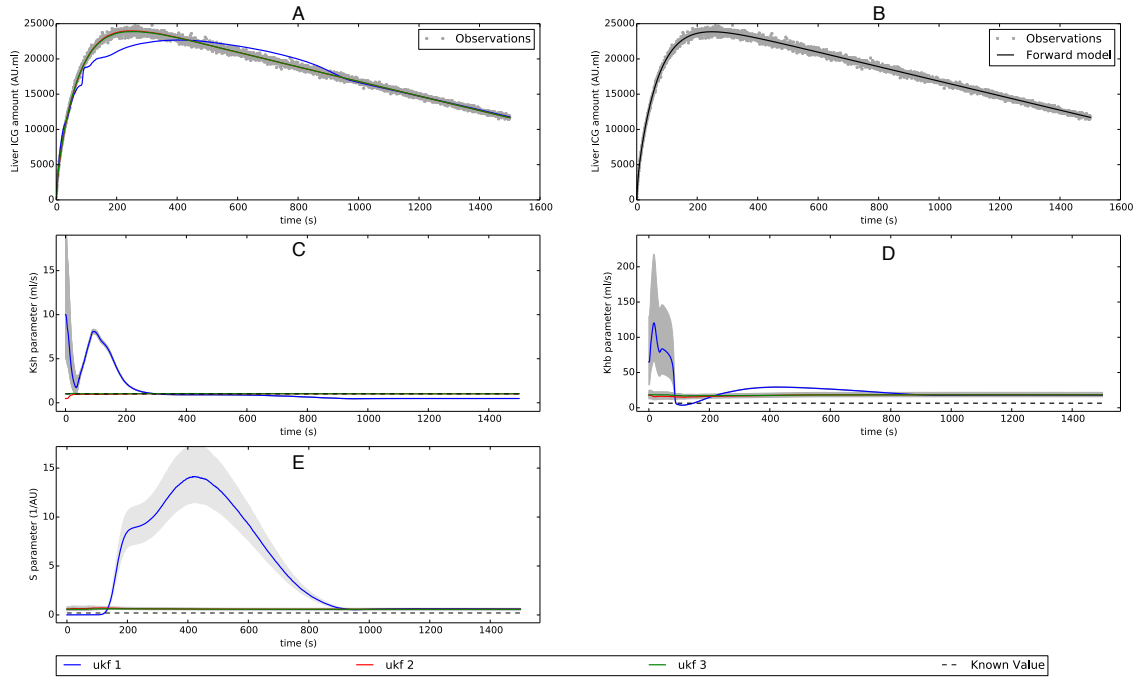 A
B
25000
20000
15000
10000
5000
0
Liver ICG amount (AU.ml)
Observations
0 200 400 600 800 1000 1200 1400 1600
time (s)
25000
20000
15000
10000
5000
0
Liver ICG amount (AU.ml)
Observations
Forward model
0 200 400 600 800 1000 1200 1400 1600
time (s)
C
15
10
5
0
Ksh parameter (ml/s)
0 200 400 600 800 1000 1200 1400
time (s)
D
200
150
100
50
0
Khb parameter (ml/s)
0 200 400 600 800 1000 1200 1400
time (s)
E
15
10
5
0
S parameter (1/AU)
0 200 400 600 800 1000 1200 1400
time (s)
ukf 1 ukf 2 ukf 3 Known Value